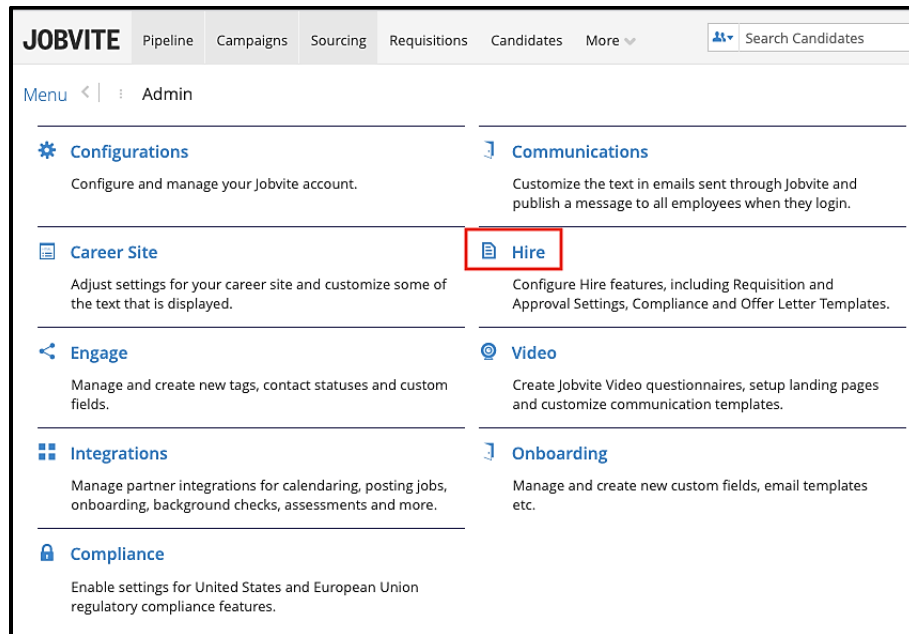 JOBVITE Pipeline Campaigns Sourcing Requisitions Candidates More Search Candidates
Menu Admin
Configurations
Configure and manage your Jobvite account.
Communications
Customize the text in emails sent through Jobvite and
publish a message to all employees when they login.
Career Site
Adjust settings for your career site and customize some of
the text that is displayed.
Hire
Configure Hire features, including Requisition and
Approval Settings, Compliance and Offer Letter Templates.
Engage
Manage and create new tags, contact statuses and custom
fields.
Video
Create Jobvite Video questionnaires, setup landing pages
and customize communication templates.
Integrations
Manage partner integrations for calendaring, posting jobs,
onboarding, background checks, assessments and more.
Onboarding
Manage and create new custom fields, email templates
etc.
Compliance
Enable settings for United States and European Union
regulatory compliance features.